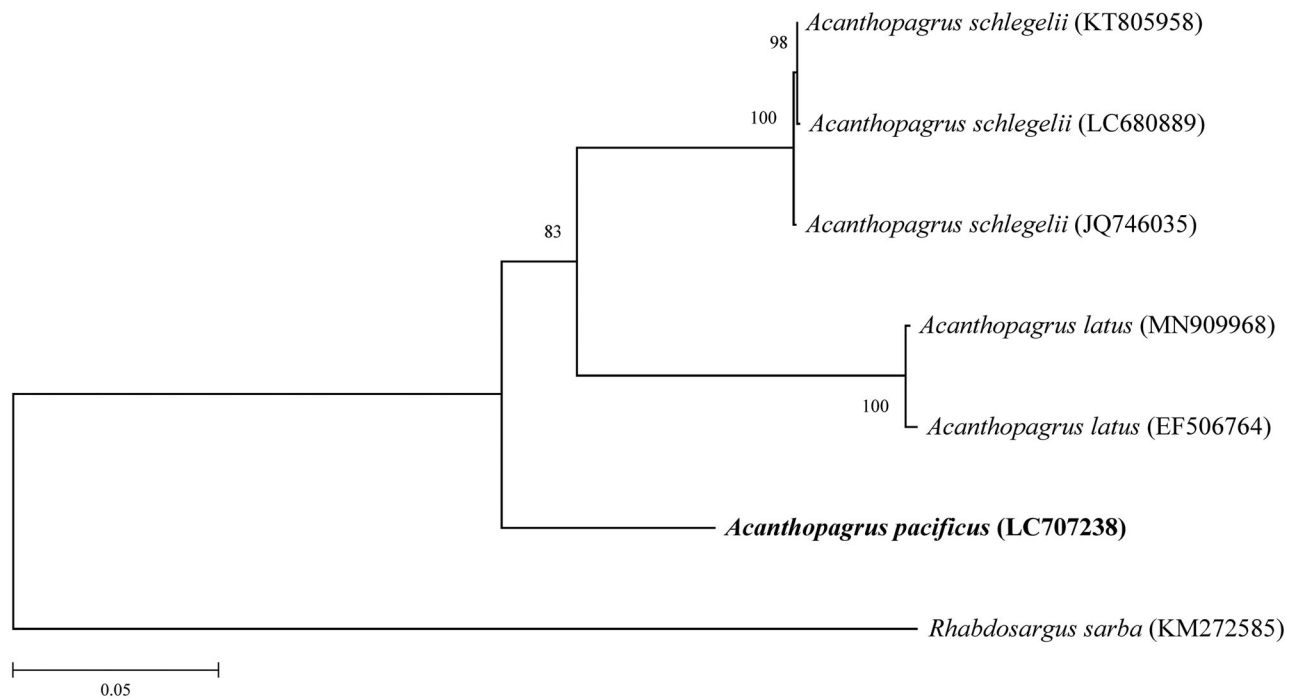 Acanthopagrus schlegelii (KT805958)
98
100
Acanthopagrus schlegelii (LC680889)
Acanthopagrus schlegelii (JQ746035)
83
Acanthopagrus latus (MN909968)
100
Acanthopagrus latus (EF506764)
Acanthopagrus pacificus (LC707238)
Rhabdosargus sarba (KM272585)
0.05